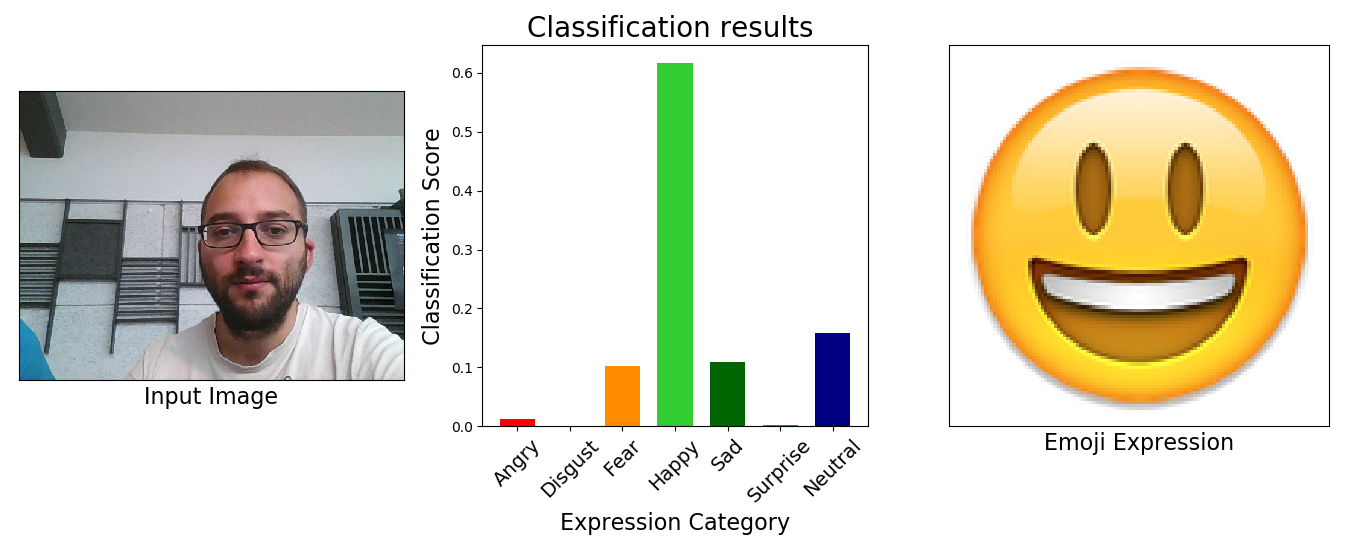 Classification results
Classification Score
0.6
0.5
0.4
0.3
0.2
0.1
0.0
Angry
Disgust
Fear
Happy
Sad
Surprise
Neutral
Expression Category
Input Image
Emoji Expression